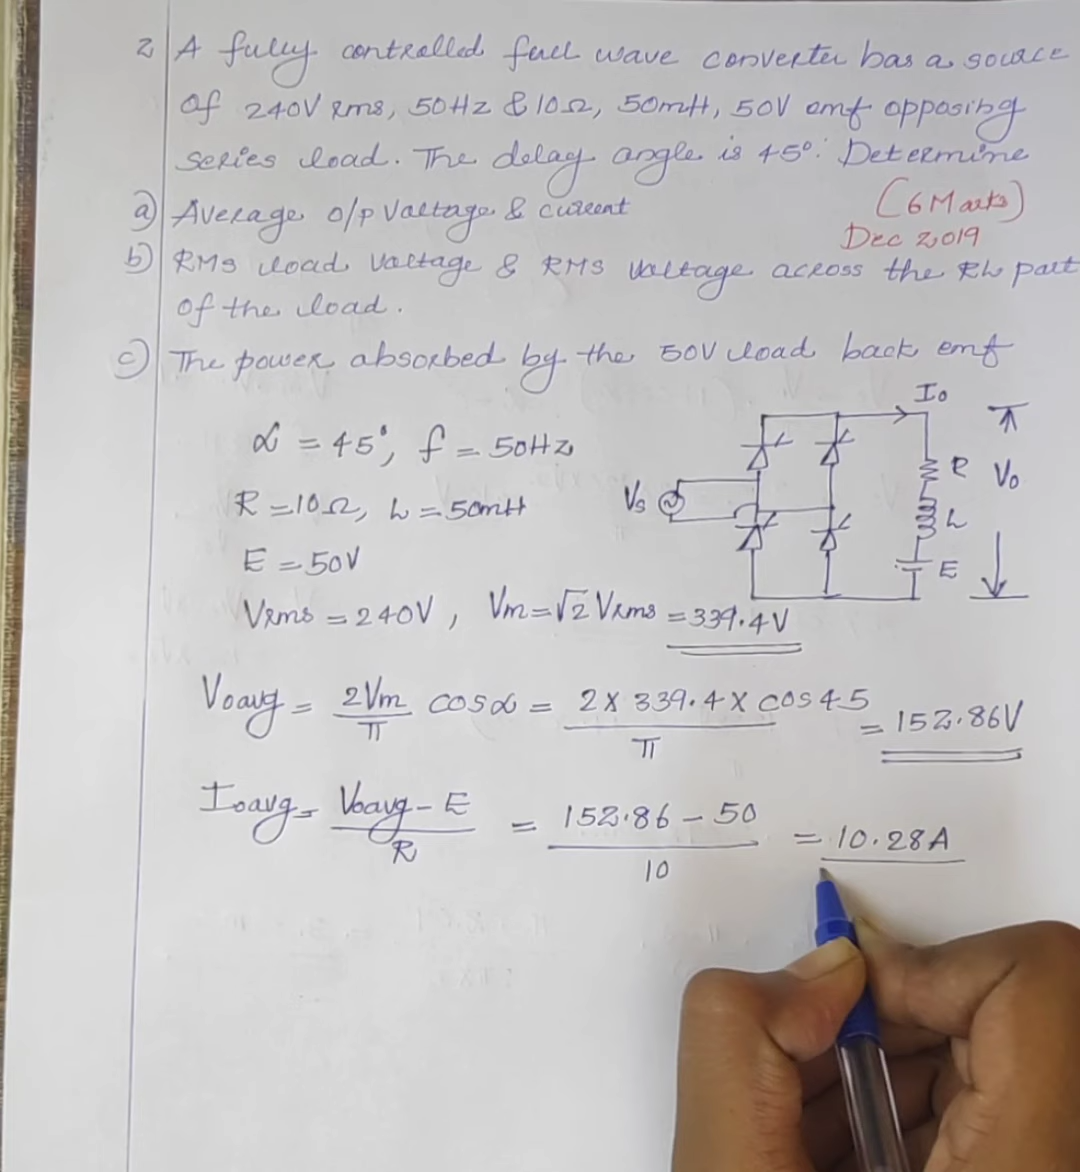 2) A fully controlled full wave converter has a source
of 240V rms, 50Hz & 10Ω, 50mH, 50V emf opposing
series load. The delay angle is 45°. Determine
a) Average o/p Valtage & current
(6 Marks)
Dec 2019
b) RMS load Valtage & RMS valtage across the RL part
of the load.
c) The power absorbed by the 50V load back emf
α = 45°, f = 50Hz
R = 10Ω, L = 50mH
E = 50V
Vrms = 240V, Vm = √2 Vrms = 339.4V
Io
Vs
R
L
E
Vo
Voavg = 2Vm/π cosα = 2 x 339.4 x cos 45/π = 152.86V
Ioavg = Voavg - E/R = 152.86 - 50/10 = 10.28A